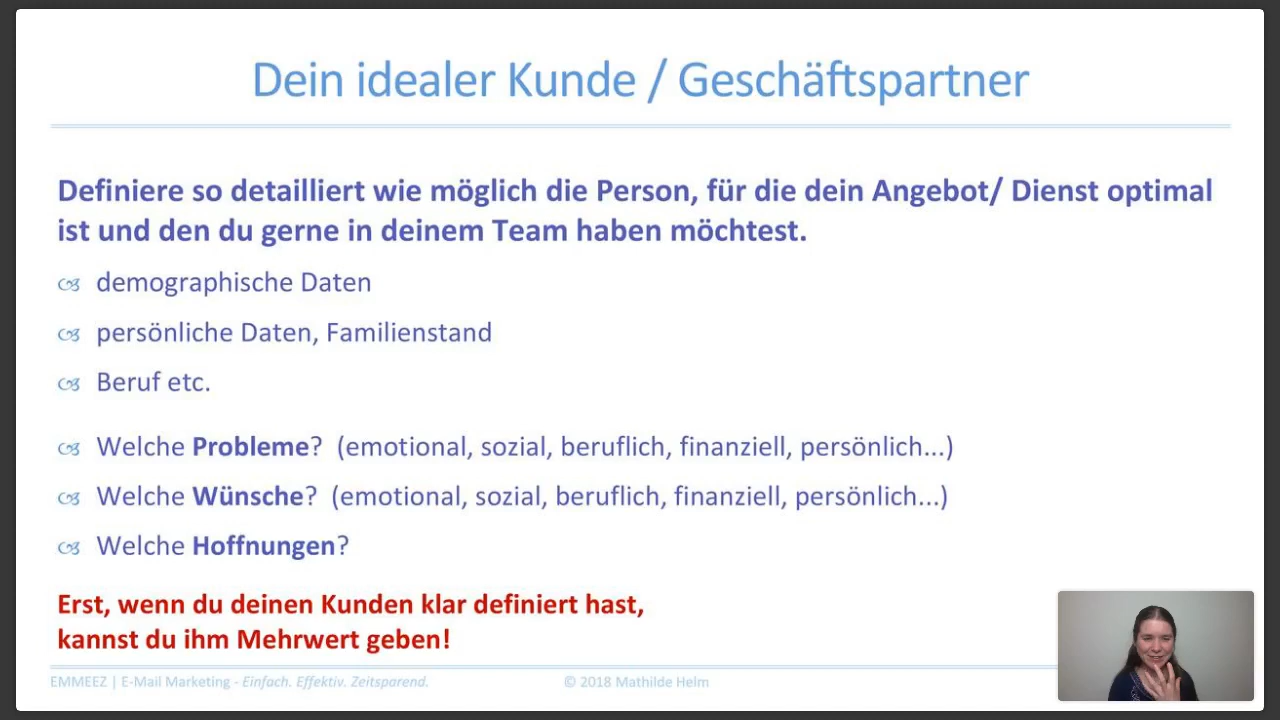 Dein idealer Kunde / Geschäftspartner
Definiere so detailliert wie möglich die Person, für die dein Angebot/ Dienst optimal
ist und den du gerne in deinem Team haben möchtest.
demographische Daten
persönliche Daten, Familienstand
Beruf etc.
Welche Probleme? (emotional, sozial, beruflich, finanziell, persönlich...)
Welche Wünsche? (emotional, sozial, beruflich, finanziell, persönlich...)
Welche Hoffnungen?
Erst, wenn du deinen Kunden klar definiert hast,
kannst du ihm Mehrwert geben!
EMMEEZ | E-Mail Marketing - Einfach. Effektiv. Zeitsparend. © 2018 Mathilde Helm